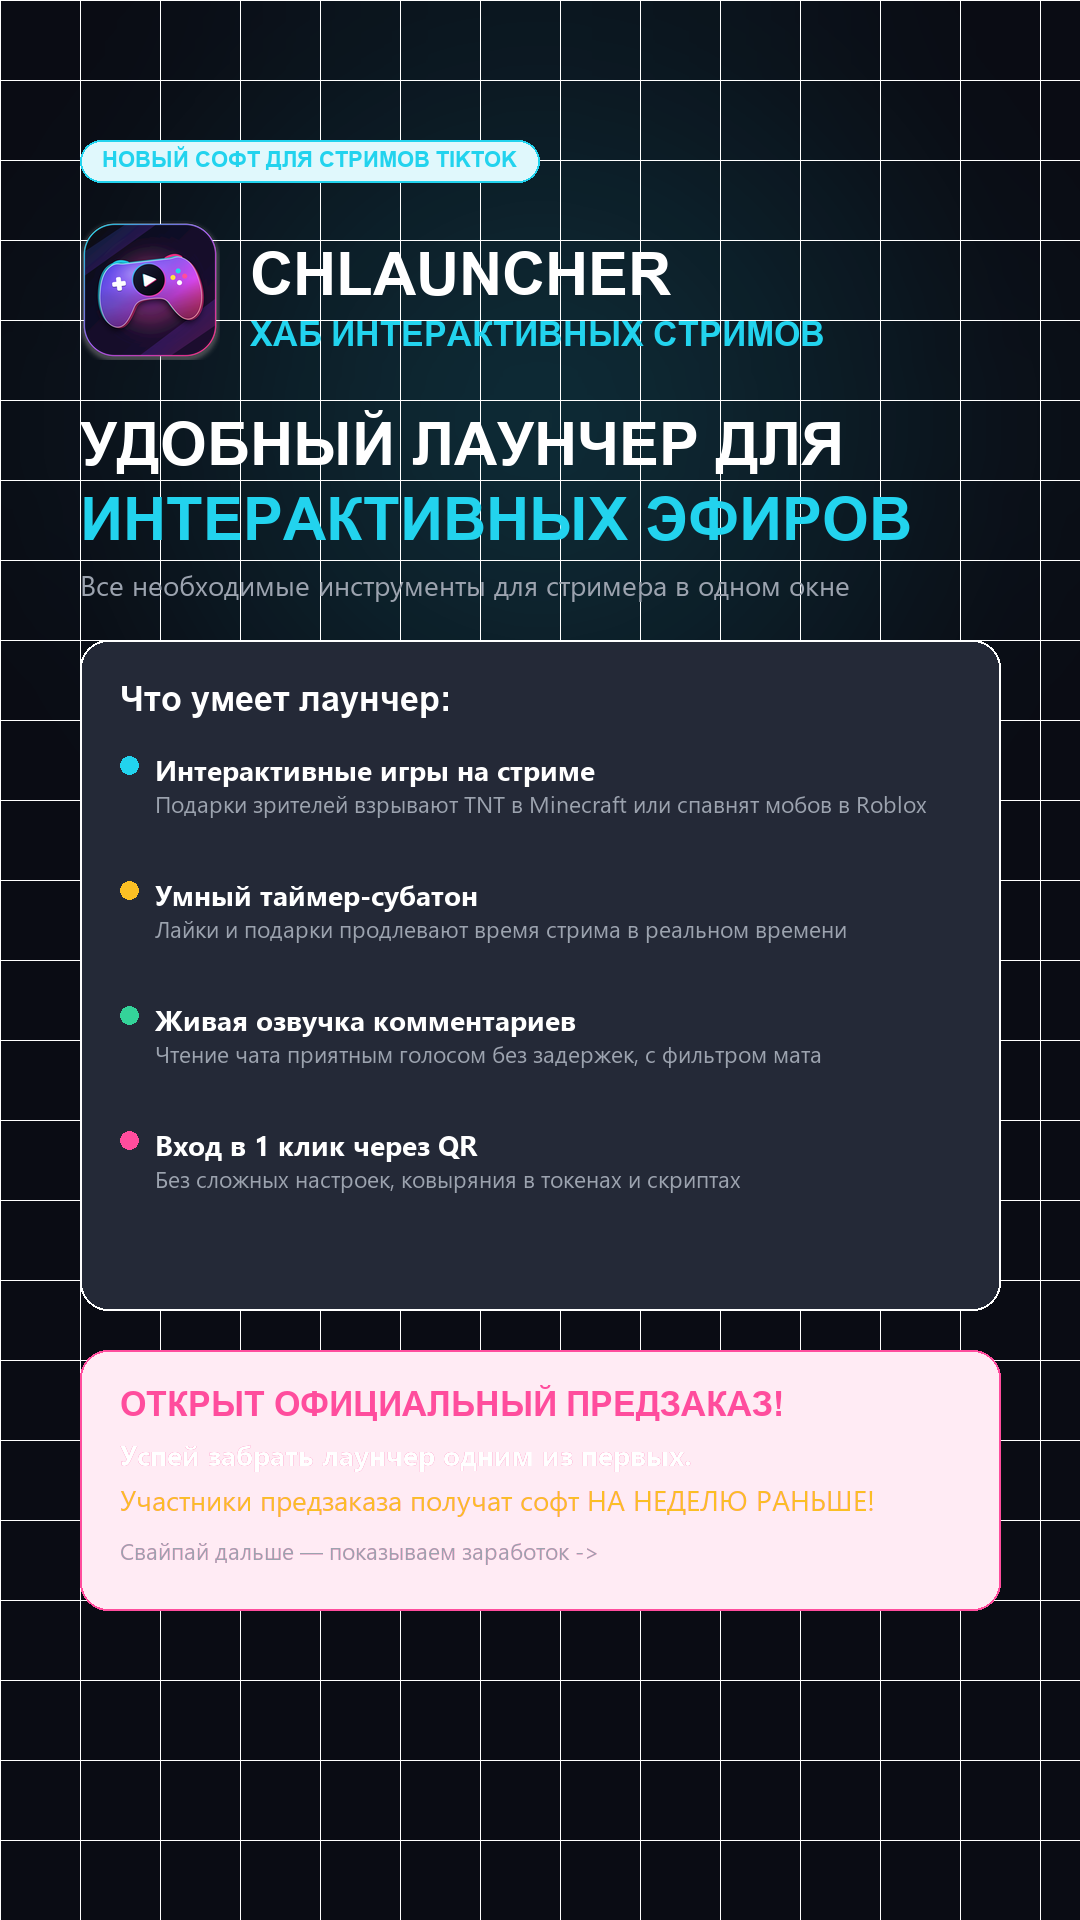 НОВЫЙ СОФТ ДЛЯ СТРИМОВ TIKTOK
CHLAUNCHER
ХАБ ИНТЕРАКТИВНЫХ СТРИМОВ
УДОБНЫЙ ЛАУНЧЕР ДЛЯ
ИНТЕРАКТИВНЫХ ЭФИРОВ
Все необходимые инструменты для стримера в одном окне
Что умеет лаунчер:
Интерактивные игры на стриме
Подарки зрителей взрывают TNT в Minecraft или спавнят мобов в Roblox
Умный таймер-субатон
Лайки и подарки продлевают время стрима в реальном времени
Живая озвучка комментариев
Чтение чата приятным голосом без задержек, с фильтром мата
Вход в 1 клик через QR
Без сложных настроек, ковыряния в токенах и скриптах
ОТКРЫТ ОФИЦИАЛЬНЫЙ ПРЕДЗАКАЗ!
Успей забрать лаунчер одним из первых.
Участники предзаказа получат софт НА НЕДЕЛЮ РАНЬШЕ!
Свайпай дальше — показываем заработок ->